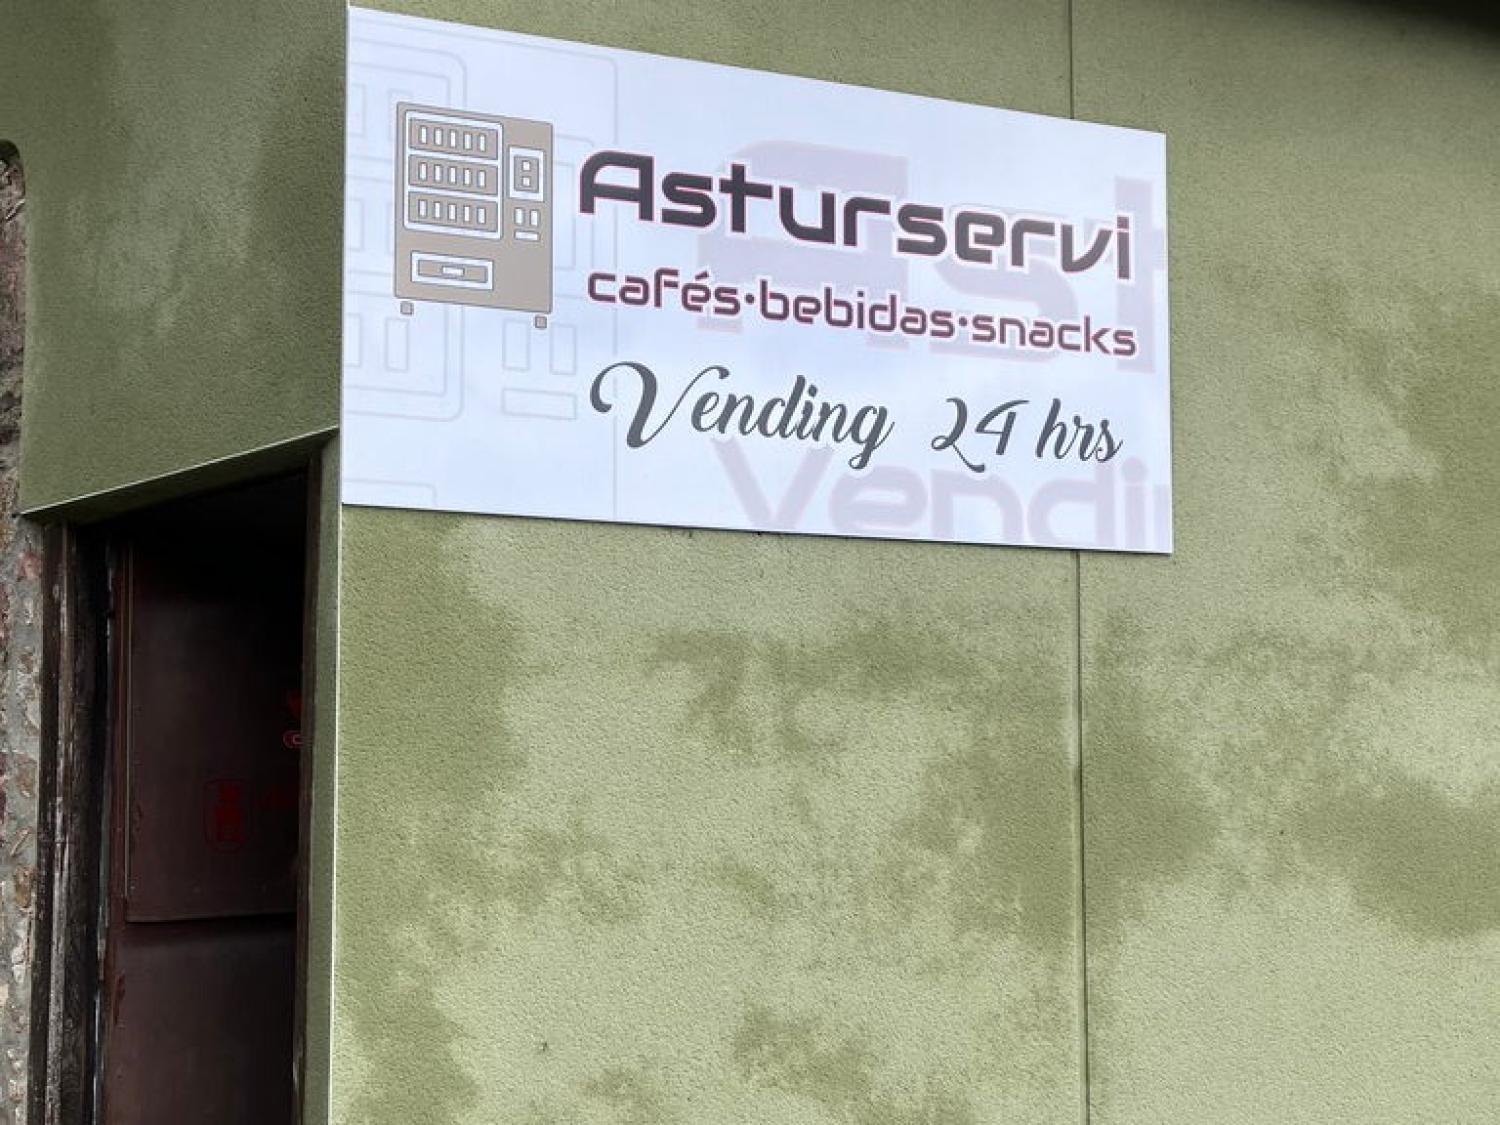 Asturservi
cafés·bebidas·snacks
Vending 24 hrs